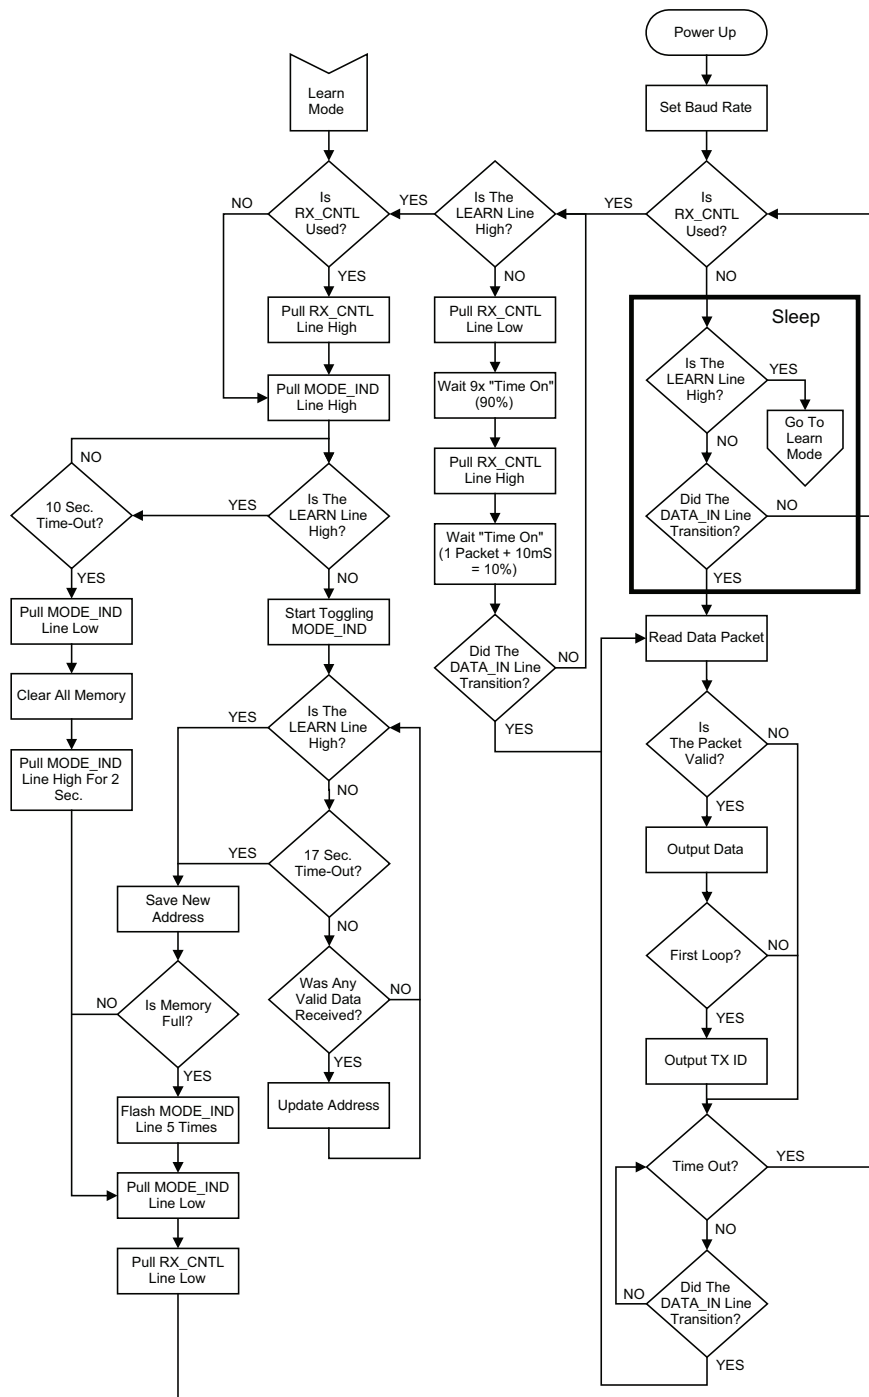 Power Up
Set Baud Rate
Is
RX_CNTL
Used?
YES
NO
Sleep
Is The
LEARN Line
High?
YES
Go To
Learn
Mode
NO
Did The
DATA_IN Line
Transition?
NO
YES
Read Data Packet
Is
The Packet
Valid?
NO
YES
Output Data
First Loop?
NO
YES
Output TX ID
Time Out?
YES
NO
Did The
DATA_IN Line
Transition?
NO
YES
Is The
LEARN Line
High?
YES
NO
Pull RX_CNTL
Line Low
Wait 9x "Time On"
(90%)
Pull RX_CNTL
Line High
Wait "Time On"
(1 Packet + 10mS
= 10%)
Did The
DATA_IN Line
Transition?
NO
YES
Learn
Mode
Is
RX_CNTL
Used?
NO
YES
Pull RX_CNTL
Line High
Pull MODE_IND
Line High
Is The
LEARN Line
High?
YES
NO
10 Sec.
Time-Out?
NO
YES
Pull MODE_IND
Line Low
Clear All Memory
Pull MODE_IND
Line High For 2
Sec.
Start Toggling
MODE_IND
Is The
LEARN Line
High?
YES
NO
17 Sec.
Time-Out?
YES
NO
Was Any
Valid Data
Received?
NO
YES
Update Address
Save New
Address
Is Memory
Full?
NO
YES
Flash MODE_IND
Line 5 Times
Pull MODE_IND
Line Low
Pull RX_CNTL
Line Low